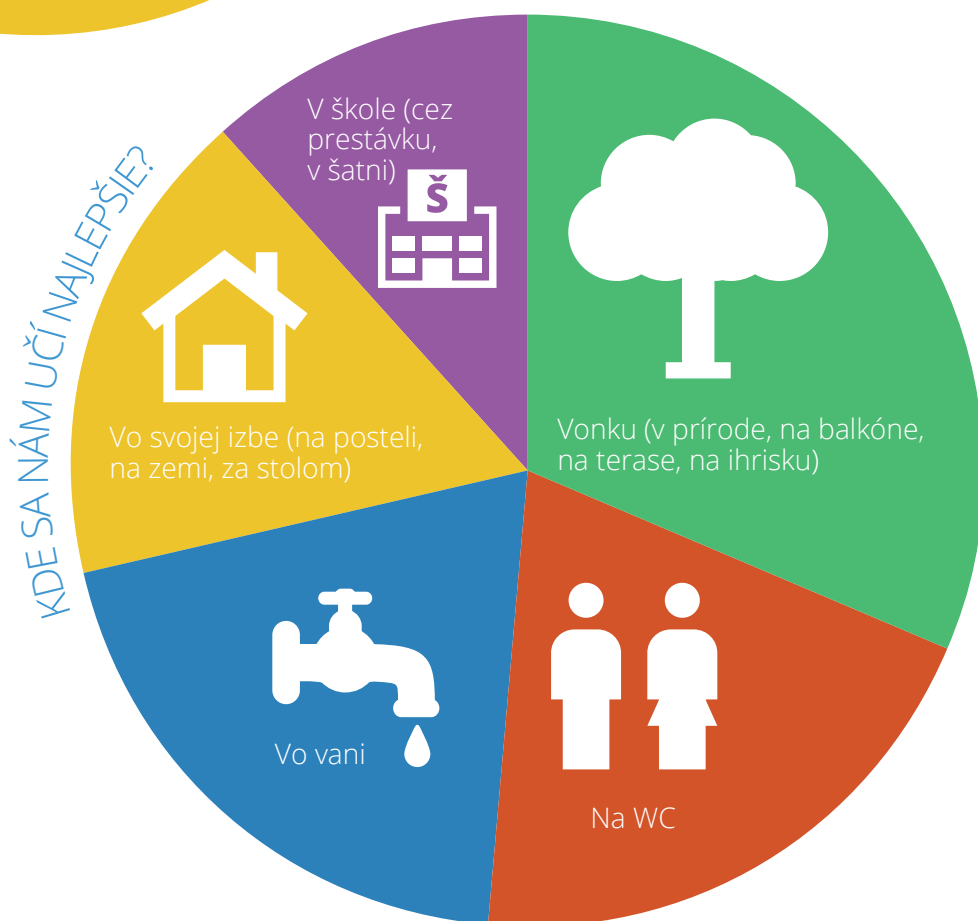 KDE SA NÁM UČÍ NAJLEPŠIE?
V škole (cez
prestávku,
v šatni)
Š
Vo svojej izbe (na posteli,
na zemi, za stolom)
Vonku (v prírode, na balkóne,
na terase, na ihrisku)
Vo vani
Na WC